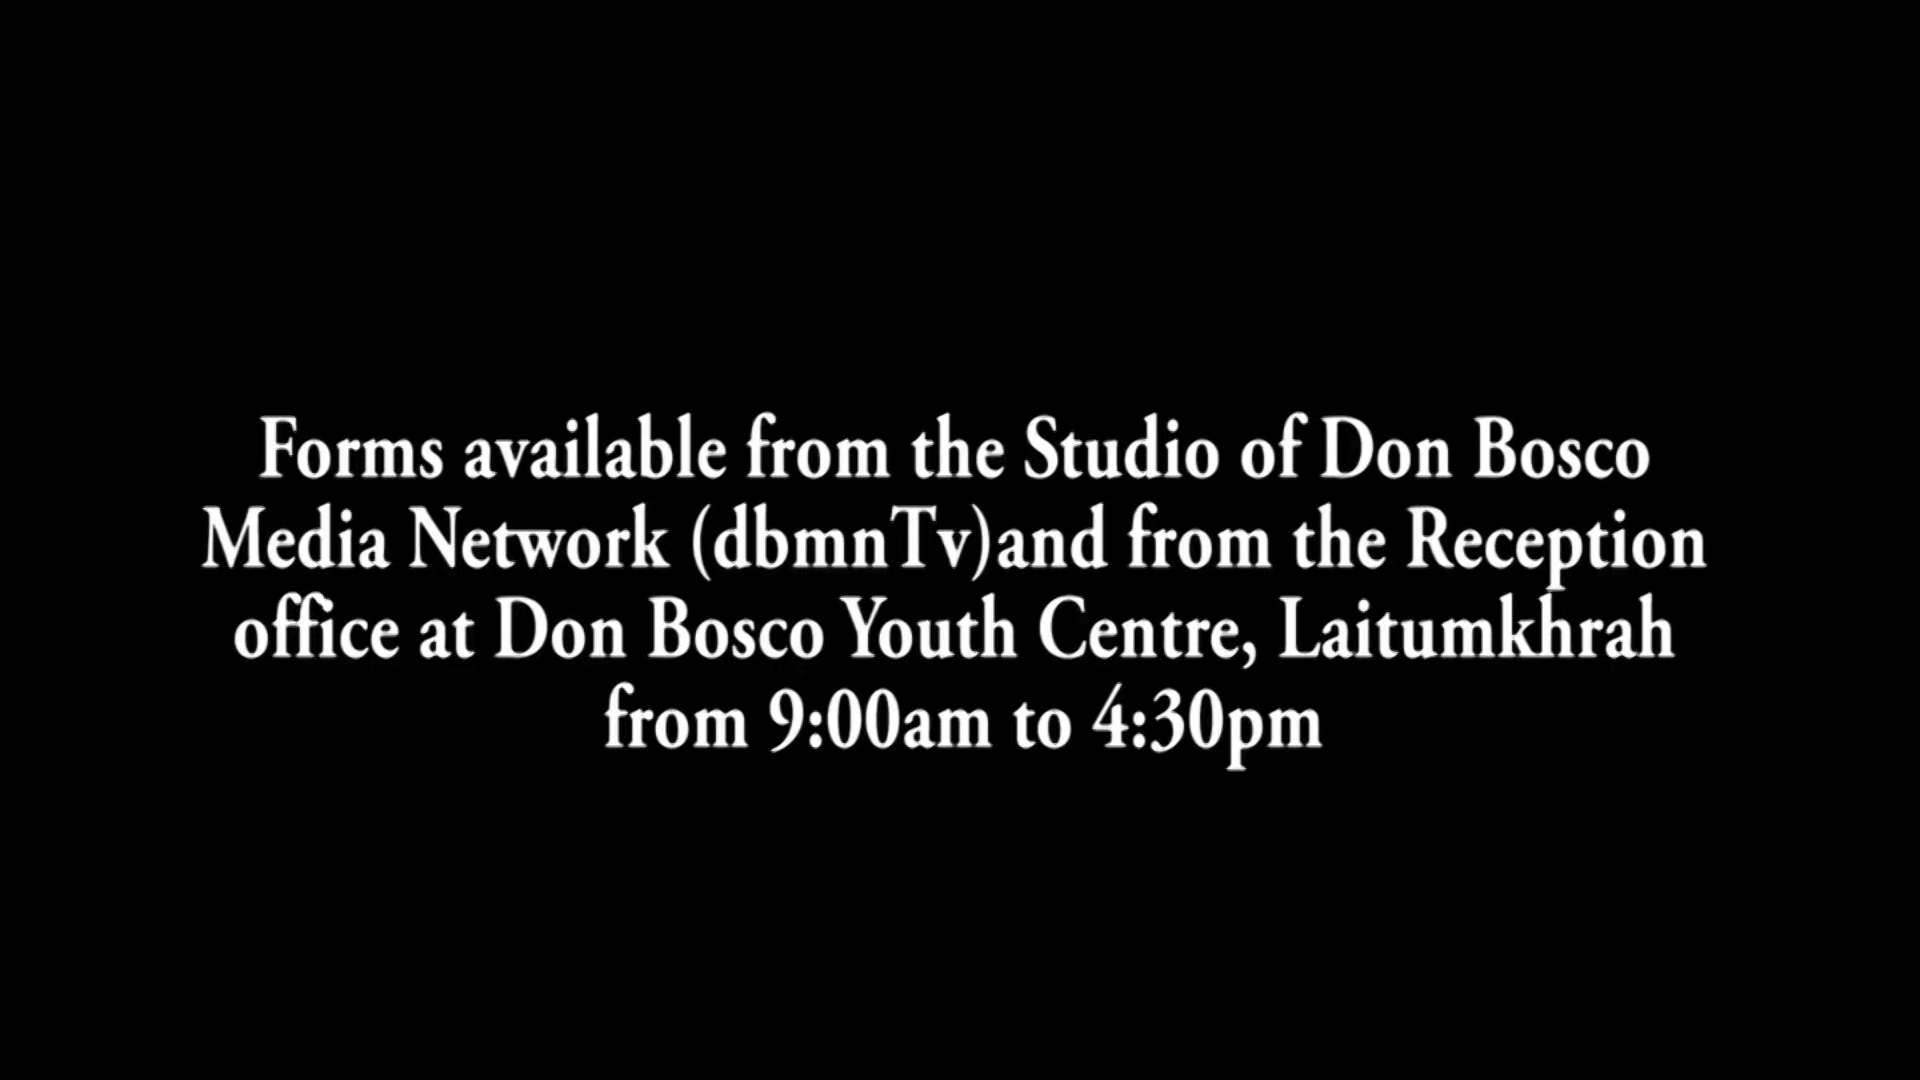 Forms available from the Studio of Don Bosco
Media Network (dbmnTv)and from the Reception
office at Don Bosco Youth Centre, Laitumkhrah
from 9:00am to 4:30pm